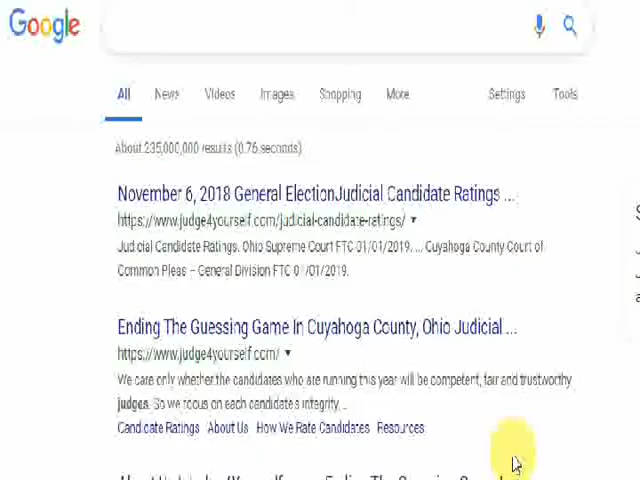 Google
All News Videos Images Shopping More Settings Tools
About 235,000,000 results (0.76 seconds)
November 6, 2018 General ElectionJudicial Candidate Ratings ...
https://www.judge4yourself.com/judicial-candidate-ratings/
Judicial Candidate Ratings. Ohio Supreme Court FTC 01/01/2019. ... Cuyahoga County Court of
Common Pleas – General Division FTC 01/01/2019.
Ending The Guessing Game In Cuyahoga County, Ohio Judicial ...
https://www.judge4yourself.com/
We care only whether the candidates who are running this year will be competent, fair and trustworthy
judges. So we focus on each candidate's integrity, ...
Candidate Ratings About Us How We Rate Candidates Resources